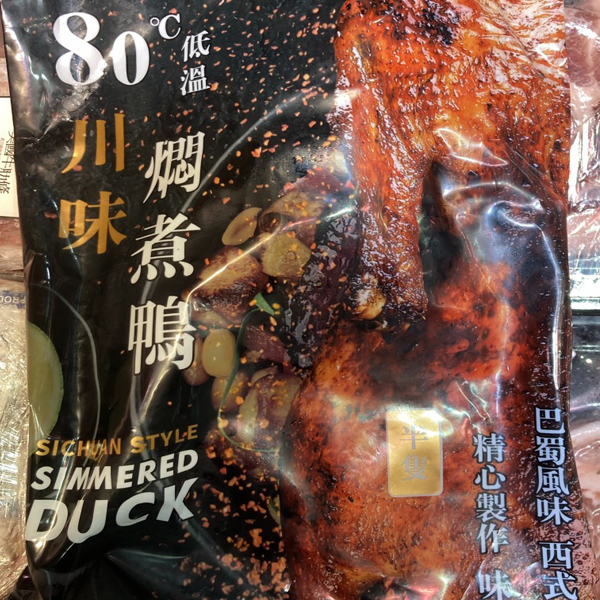 80℃
低溫
川味
燜煮鴨
SICHUAN STYLE
SIMMERED
DUCK
半隻
巴蜀風味 西式
精心製作 味